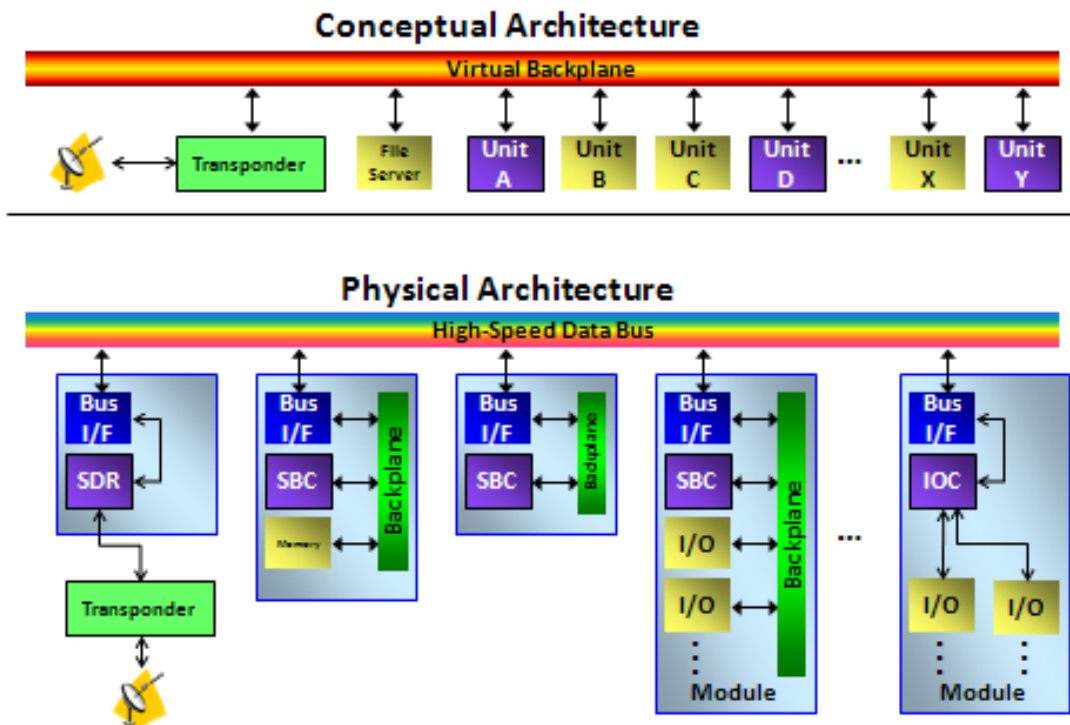 Conceptual Architecture
Virtual Backplane
Transponder
File
Server
Unit
A
Unit
B
Unit
C
Unit
D
...
Unit
X
Unit
Y
Physical Architecture
High-Speed Data Bus
Bus
I/F
SDR
Transponder
Bus
I/F
SBC
Memory
Backplane
Bus
I/F
SBC
Backplane
Bus
I/F
SBC
I/O
I/O
Backplane
Module
...
Bus
I/F
IOC
I/O
I/O
Module